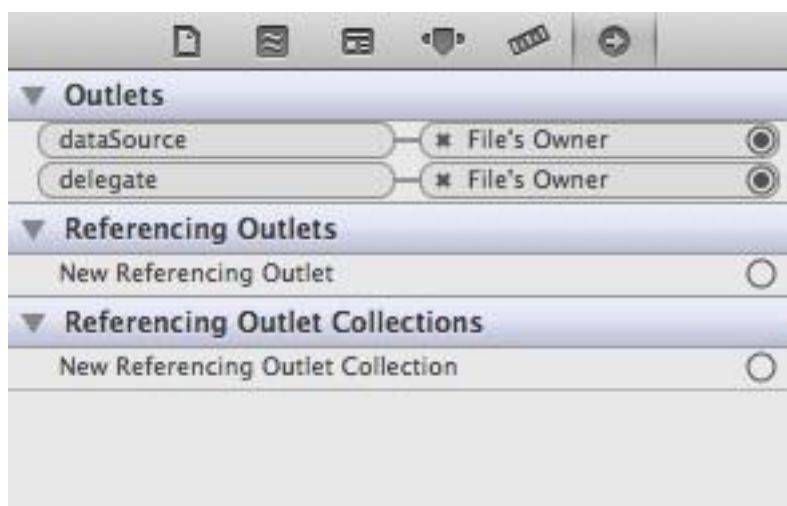 Outlets
dataSource File's Owner
delegate File's Owner
Referencing Outlets
New Referencing Outlet
Referencing Outlet Collections
New Referencing Outlet Collection